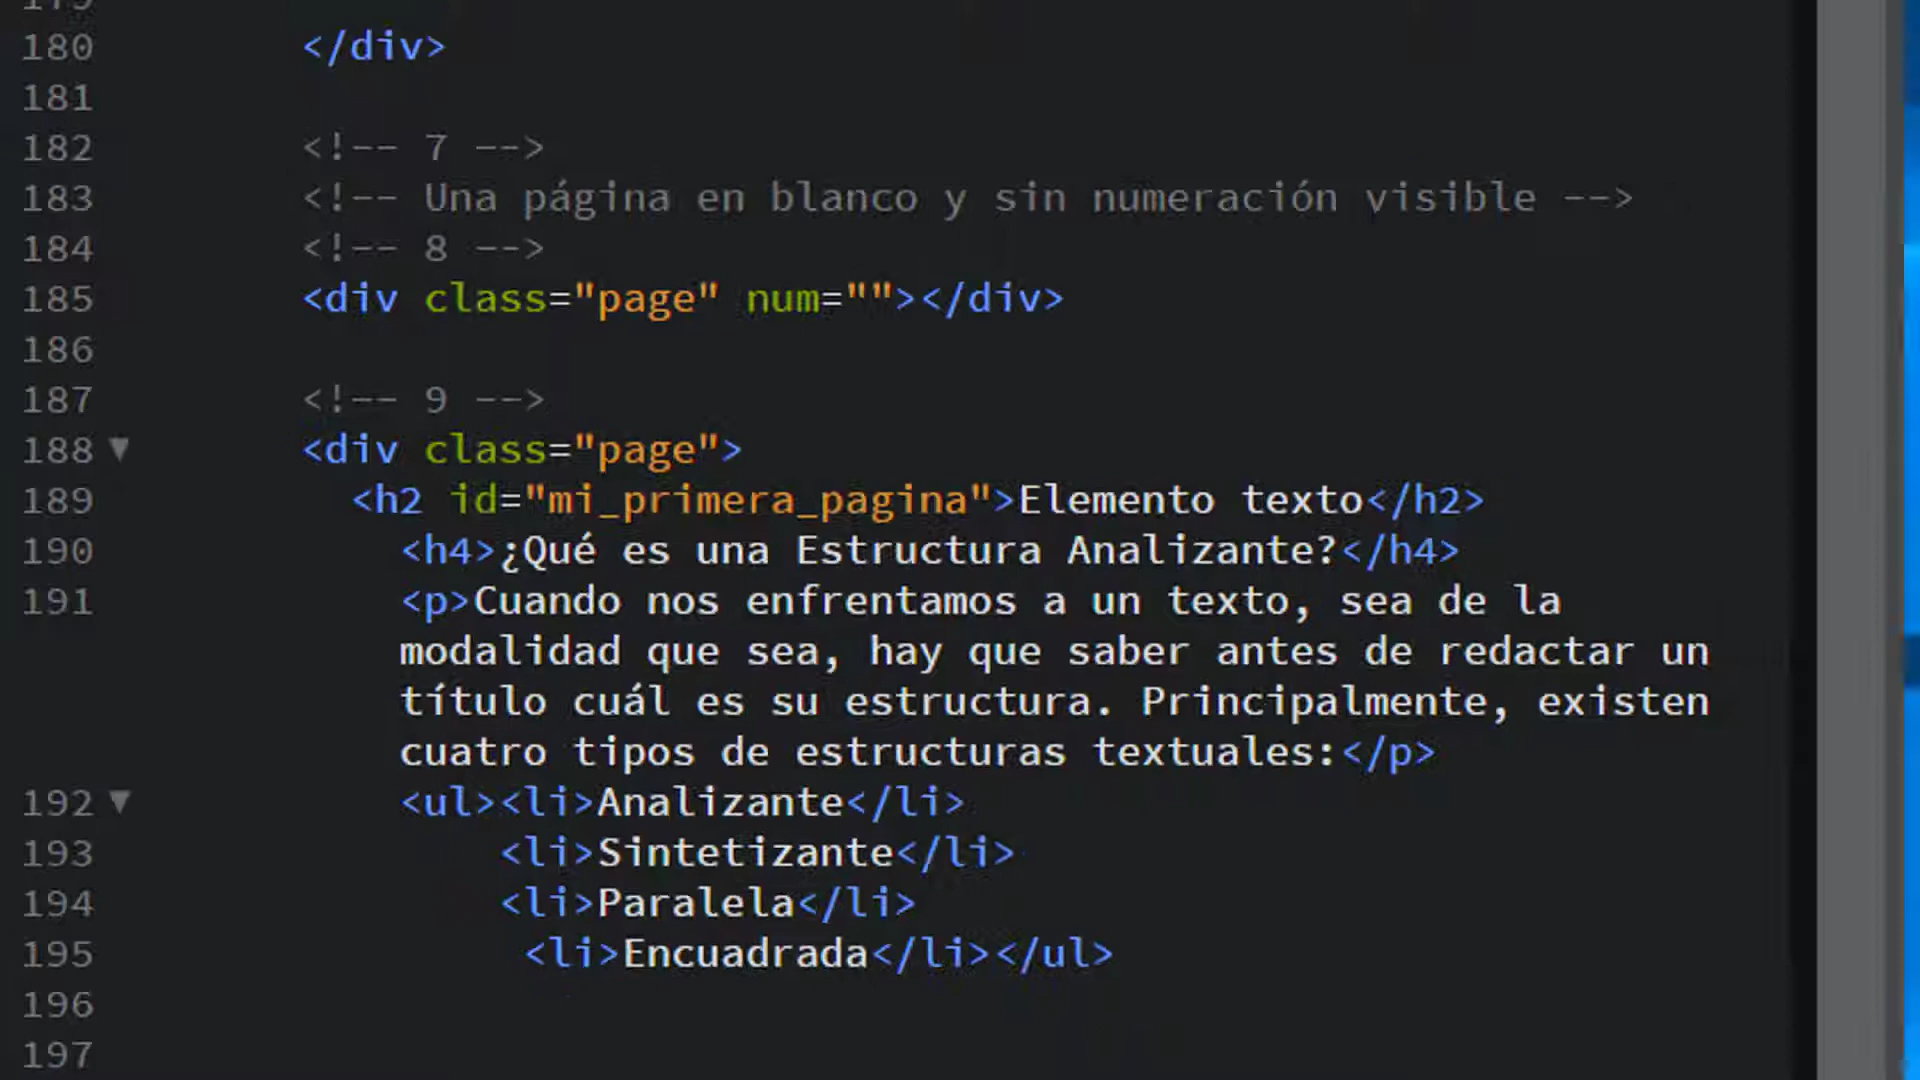 180 </div>
181
182 <!-- 7 -->
183 <!-- Una página en blanco y sin numeración visible -->
184 <!-- 8 -->
185 <div class="page" num=""></div>
186
187 <!-- 9 -->
188 <div class="page">
189 <h2 id="mi_primera_pagina">Elemento texto</h2>
190 <h4>¿Qué es una Estructura Analizante?</h4>
191 <p>Cuando nos enfrentamos a un texto, sea de la
modalidad que sea, hay que saber antes de redactar un
título cuál es su estructura. Principalmente, existen
cuatro tipos de estructuras textuales:</p>
192 <ul><li>Analizante</li>
193 <li>Sintetizante</li>
194 <li>Paralela</li>
195 <li>Encuadrada</li></ul>
196
197